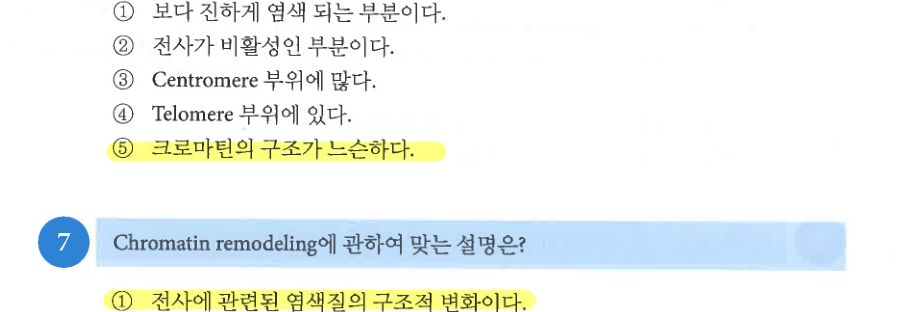 ① 보다 진하게 염색 되는 부분이다.
② 전사가 비활성인 부분이다.
③ Centromere 부위에 많다.
④ Telomere 부위에 있다.
⑤ 크로마틴의 구조가 느슨하다.
7 Chromatin remodeling에 관하여 맞는 설명은?
① 전사에 관련된 염색질의 구조적 변화이다.